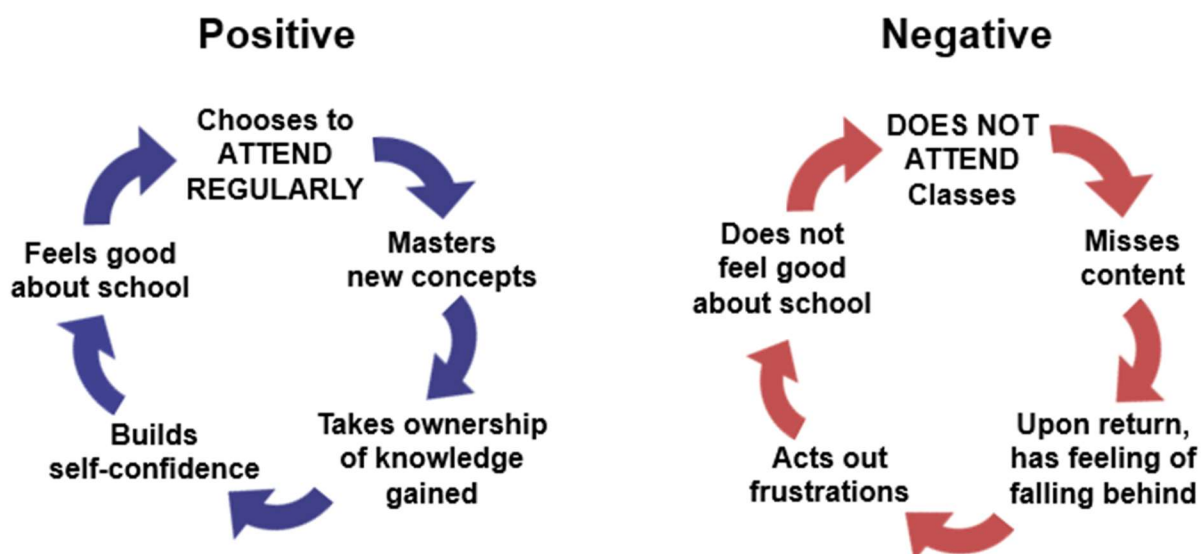 Positive
Chooses to
ATTEND
REGULARLY
Masters
new concepts
Takes ownership
of knowledge
gained
Builds
self-confidence
Feels good
about school
Negative
DOES NOT
ATTEND
Classes
Misses
content
Upon return,
has feeling of
falling behind
Acts out
frustrations
Does not
feel good
about school